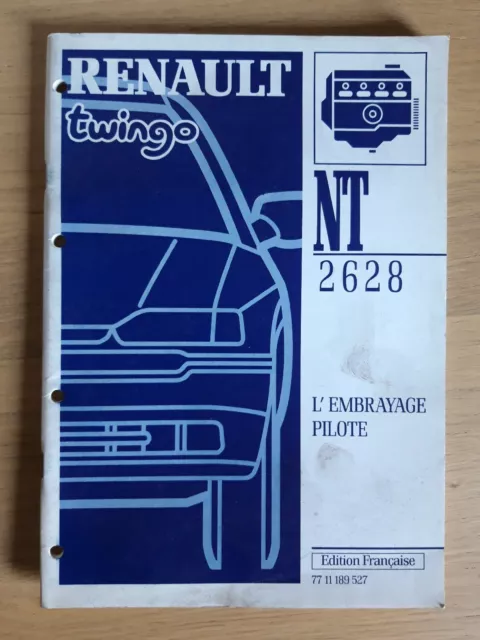 RENAULT
twingo
NT
2628
L'EMBRAYAGE
PILOTE
Edition Française
77 11 189 527